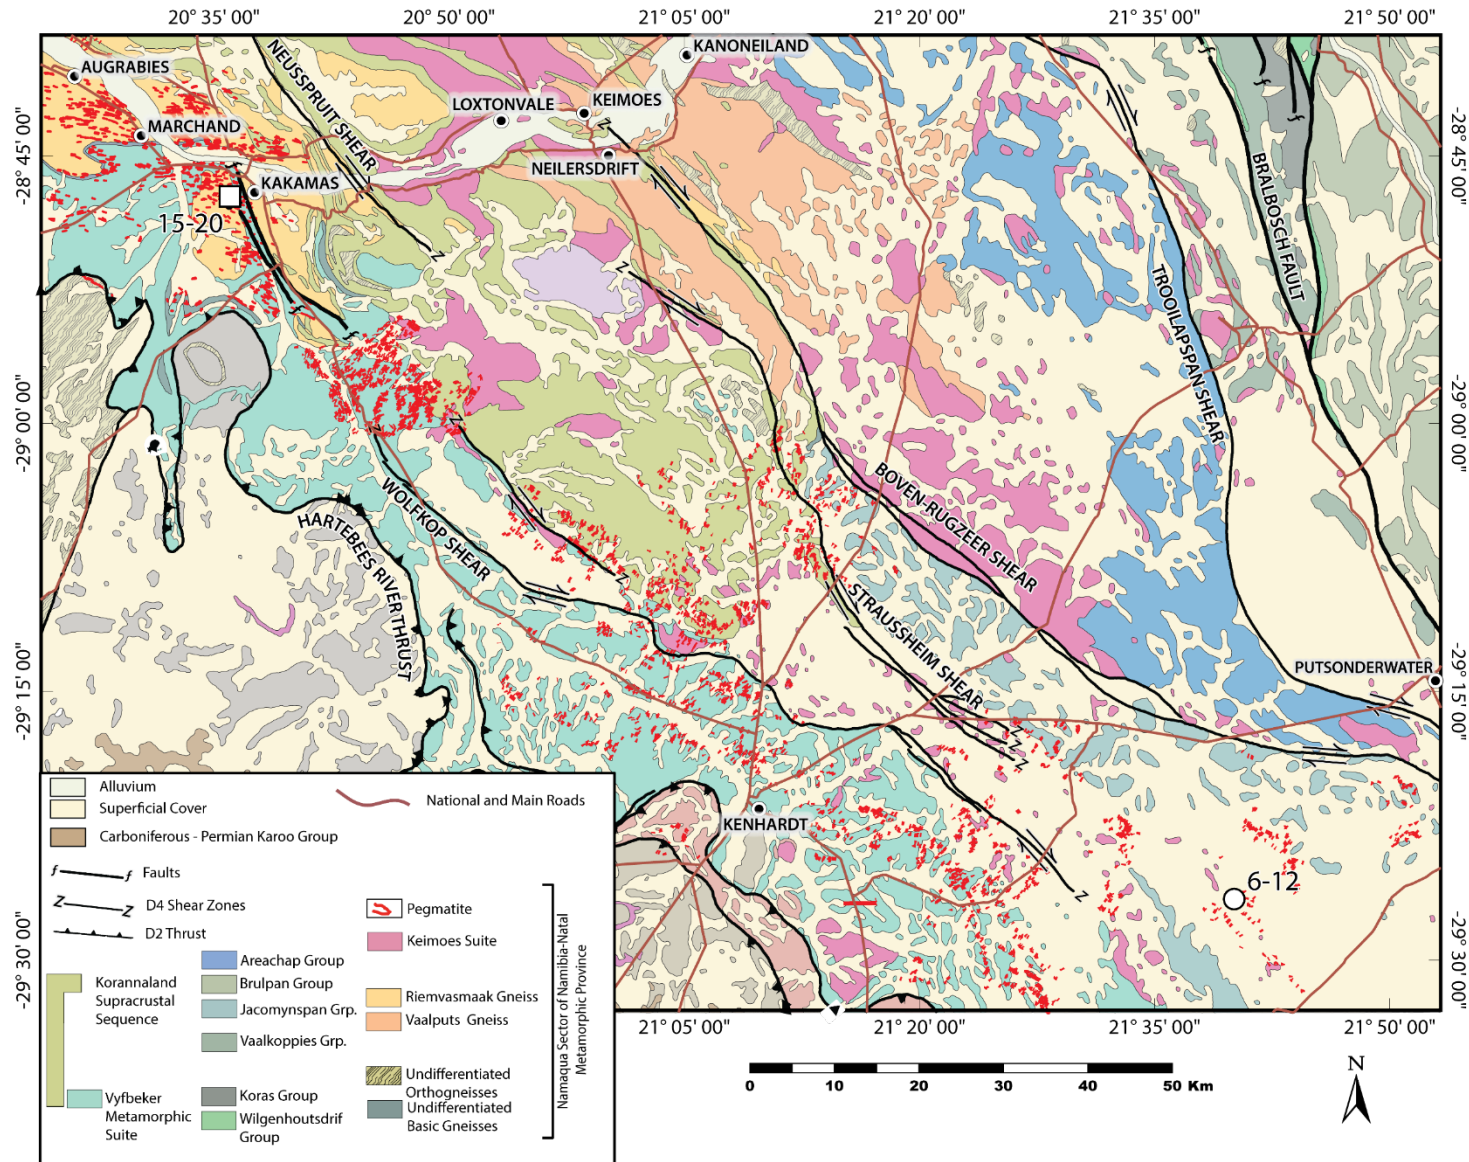 20°35' 00"
20°50' 00"
21°05' 00"
21°20' 00"
21°35' 00"
21°50' 00"
KANONEILAND
AUGRABIES
NEUSSPRUIT SHEAR
LOXTONVALE
KEIMOES
MARCHAND
-28° 45' 00"
-28° 45' 00"
NEILERSDRIFT
BRALBOSCH FAULT
KAKAMAS
15-20
TROOILAPSPAN SHEAR
-29° 00' 00"
-29° 00' 00"
WOLFKOP SHEAR
BOVEN-RUGZEER SHEAR
HARTEBEES RIVER THRUST
STRAUSSHEIM SHEAR
-29° 15' 00"
-29° 15' 00"
PUTSONDERWATER
KENHARDT
6-12
-29° 30' 00"
-29° 30' 00"
Alluvium
Superficial Cover
National and Main Roads
Carboniferous - Permian Karoo Group
f f Faults
Z Z D4 Shear Zones
D2 Thrust
Pegmatite
Keimoes Suite
Areachap Group
Korannaland
Supracrustal
Sequence
Brulpan Group
Jacomynspan Grp.
Vaalkoppies Grp.
Riemvasmaak Gneiss
Vaalputs Gneiss
Vyfbeker
Metamorphic
Suite
Koras Group
Wilgenhoutsdrif
Group
Undifferentiated
Orthogneisses
Undifferentiated
Basic Gneisses
Namaqua Sector of Namibia-Natal
Metamorphic Province
21°05' 00"
21°20' 00"
21°35' 00"
21°50' 00"
0 10 20 30 40 50 Km
N